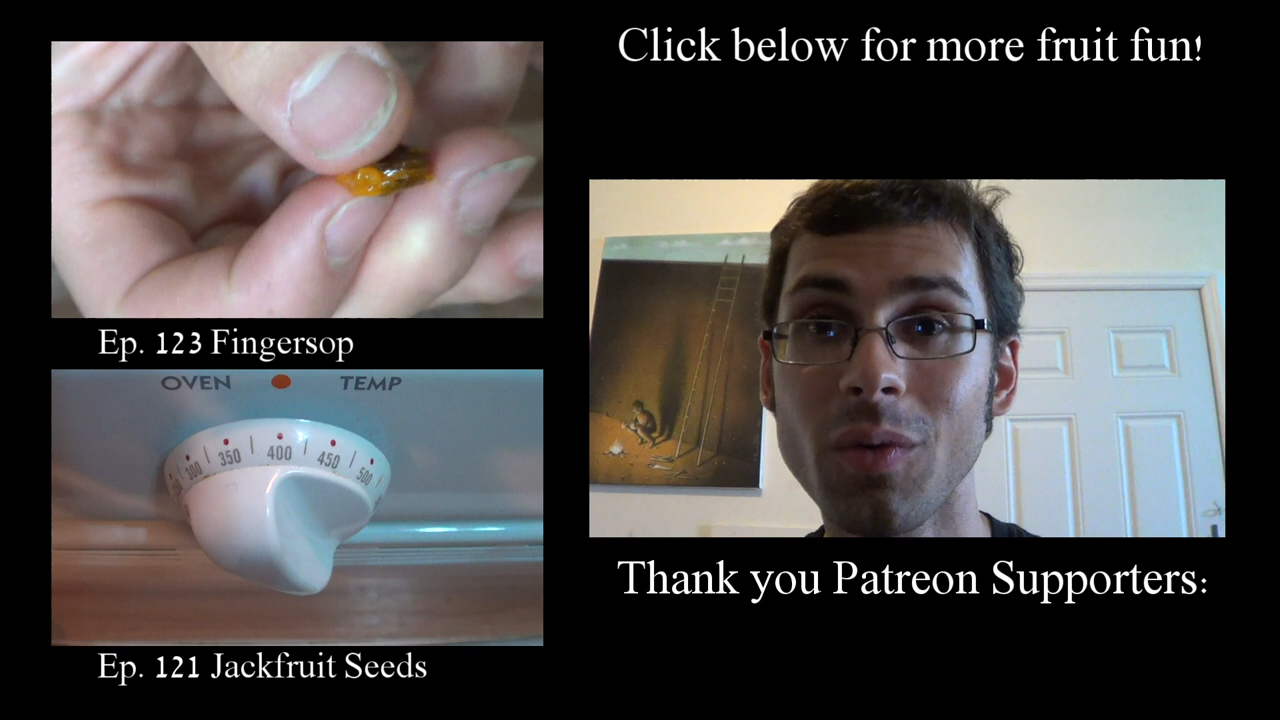 Click below for more fruit fun!
Ep. 123 Fingersop
OVEN TEMP
300 350 400 450 500
Ep. 121 Jackfruit Seeds
Thank you Patreon Supporters: